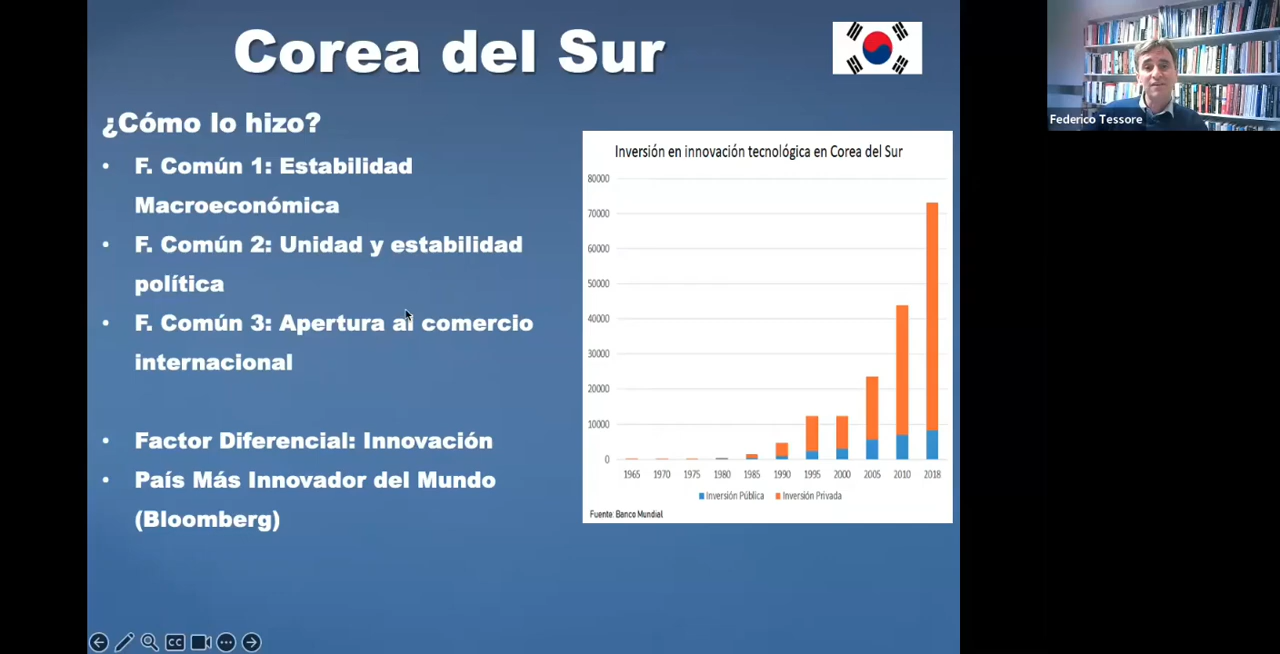 Corea del Sur
¿Cómo lo hizo?
• F. Común 1: Estabilidad
Macroeconómica
• F. Común 2: Unidad y estabilidad
política
• F. Común 3: Apertura al comercio
internacional
• Factor Diferencial: Innovación
• País Más Innovador del Mundo
(Bloomberg)
Inversión en innovación tecnológica en Corea del Sur
80000
70000
60000
50000
40000
30000
20000
10000
0
1965 1970 1975 1980 1985 1990 1995 2000 2005 2010 2018
Inversión Pública Inversión Privada
Fuente: Banco Mundial
Federico Tessore
CC